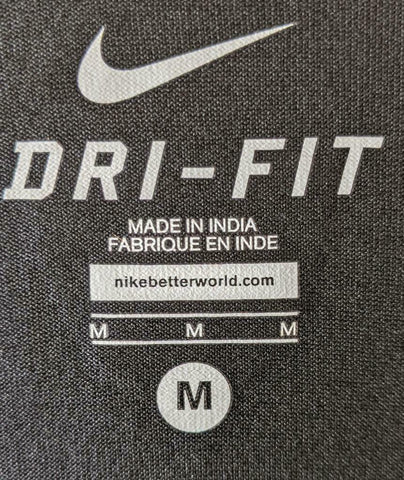 DRI-FIT
MADE IN INDIA
FABRIQUE EN INDE
nikebetterworld.com
M M M
M